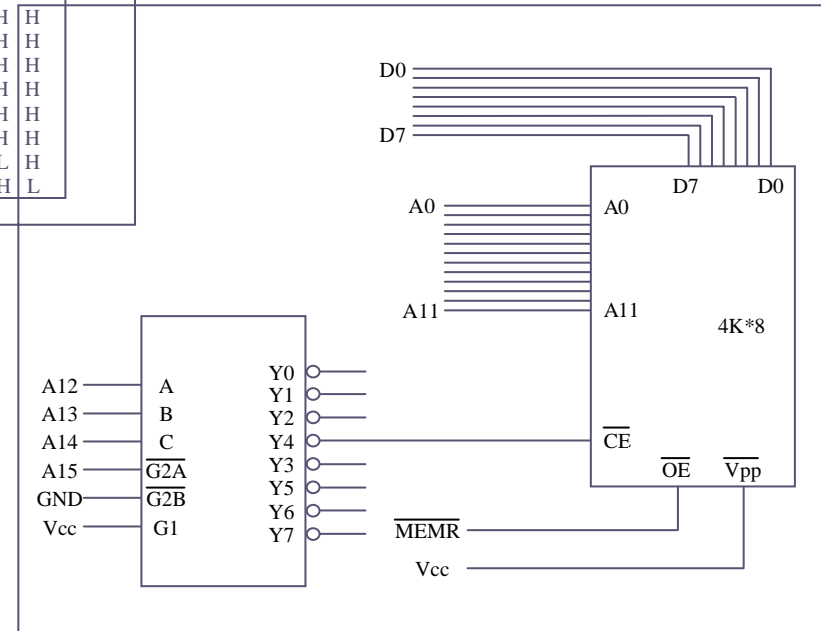 H H
H H
H H
H H
H H
H H
L H
H L
D0
D7
D7 D0
A0
A0
A11
A11
4K*8
A12
A13
A14
A15
GND
Vcc
A
B
C
G2A
G2B
G1
Y0
Y1
Y2
Y4
Y3
Y5
Y6
Y7
CE
OE Vpp
MEMR
Vcc